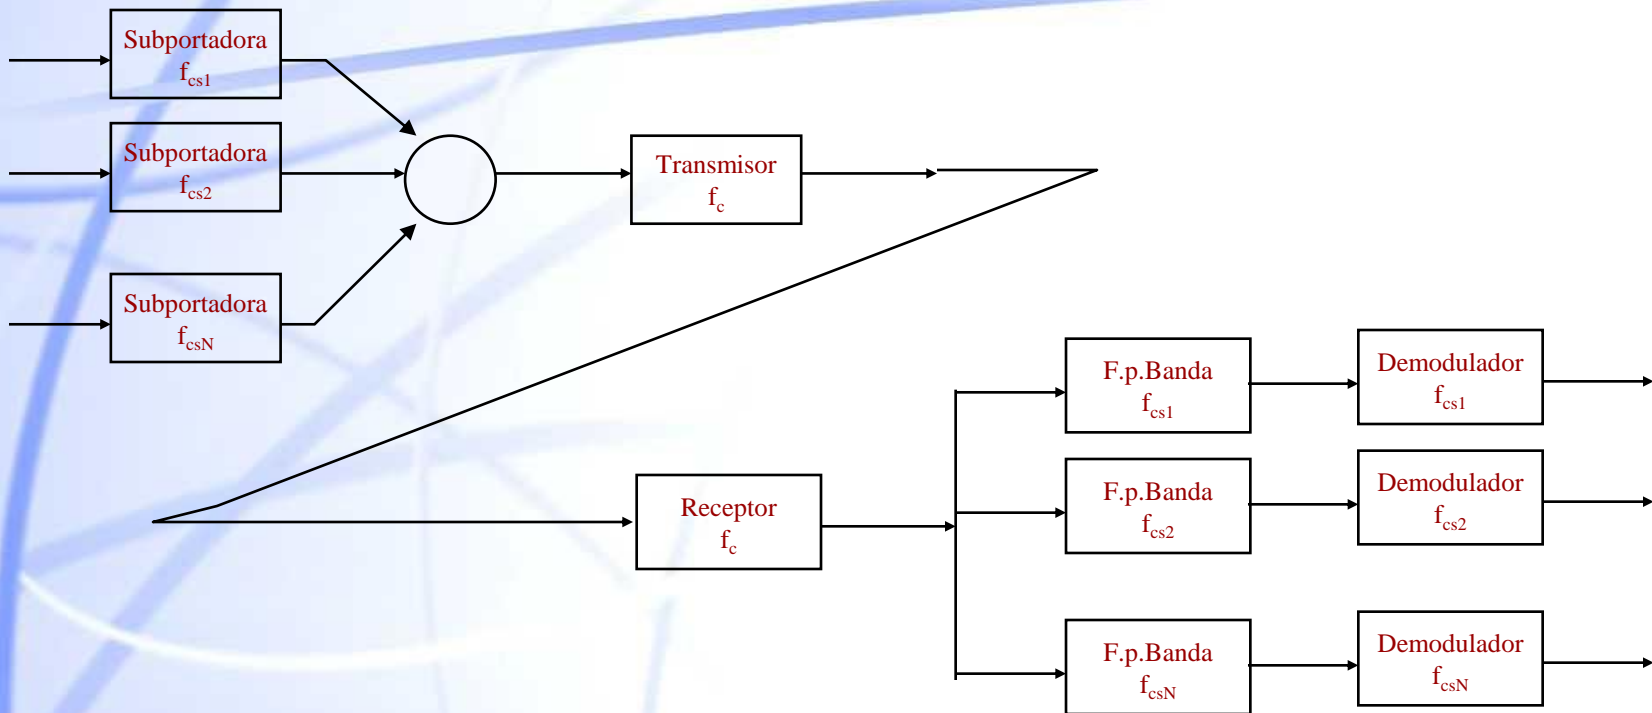 Subportadora
fcs1
Subportadora
fcs2
Subportadora
fcsN
Transmisor
fc
Receptor
fc
F.p.Banda
fcs1
Demodulador
fcs1
F.p.Banda
fcs2
Demodulador
fcs2
F.p.Banda
fcsN
Demodulador
fcsN